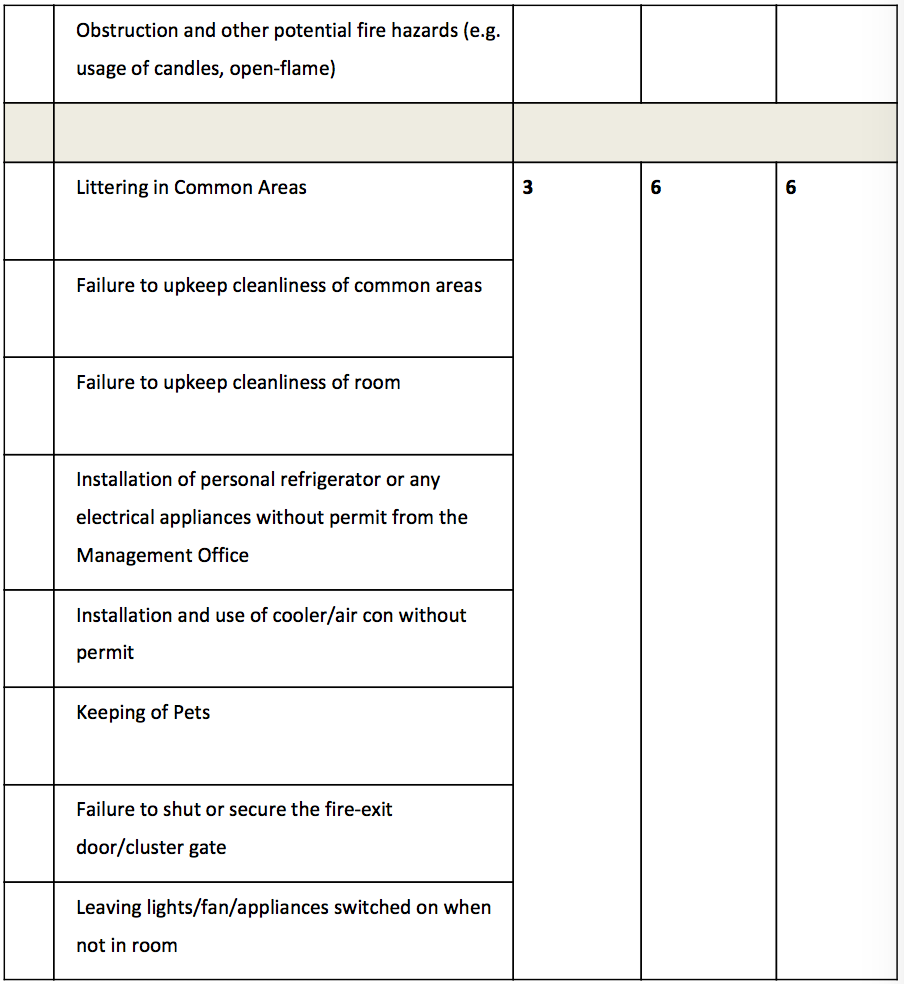 Obstruction and other potential fire hazards (e.g.
usage of candles, open-flame)
Littering in Common Areas
3
6
6
Failure to upkeep cleanliness of common areas
Failure to upkeep cleanliness of room
Installation of personal refrigerator or any
electrical appliances without permit from the
Management Office
Installation and use of cooler/air con without
permit
Keeping of Pets
Failure to shut or secure the fire-exit
door/cluster gate
Leaving lights/fan/appliances switched on when
not in room